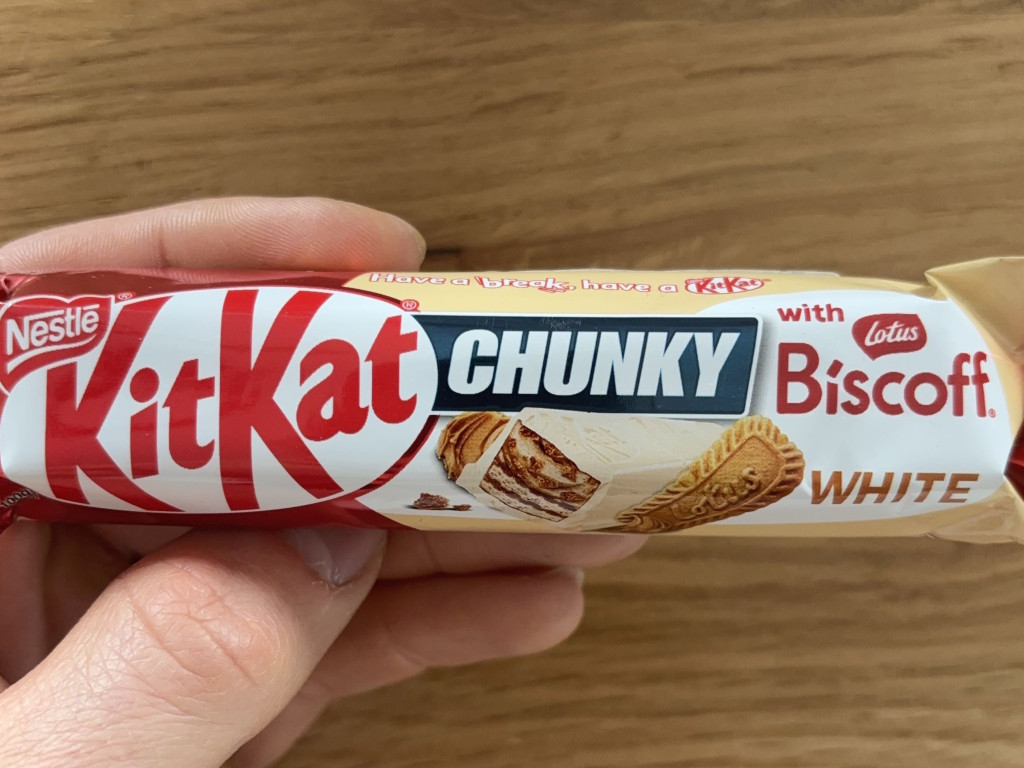 Have a break, have a KitKat
Nestlé
KitKat
CHUNKY
with
Lotus
Biscoff
WHITE
Lotus